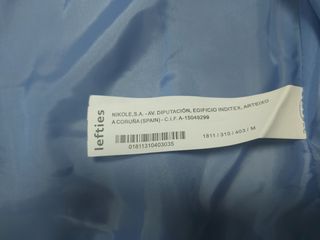 lefties
NIKOLE,S.A. - AV. DIPUTACIÓN, EDIFICIO INDITEX, ARTEIXO
A CORUÑA (SPAIN) - C.I.F. A-15049299
01811310403035
1811 / 310 / 403 / M